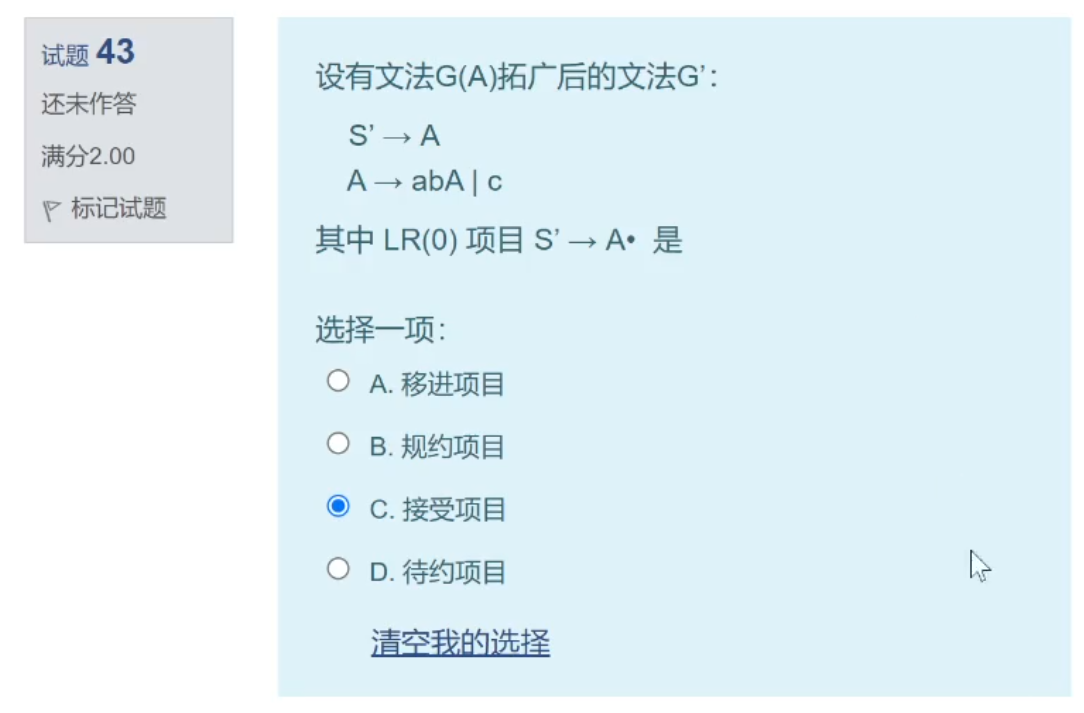 试题 43
还未作答
满分2.00
标记试题
设有文法G(A)拓广后的文法G’:
S’ → A
A → abA | c
其中 LR(0) 项目 S’ → A• 是
选择一项:
A. 移进项目
B. 规约项目
C. 接受项目
D. 待约项目
清空我的选择